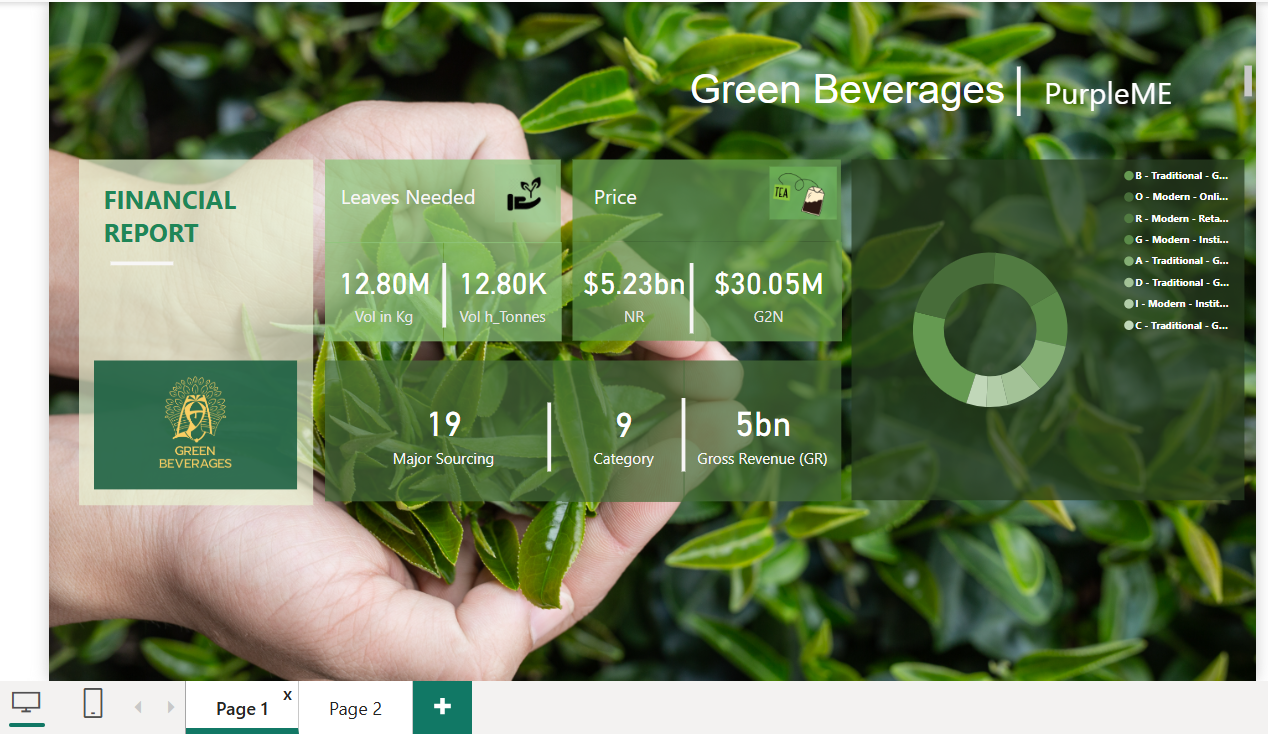 Green Beverages
PurpleME
FINANCIAL
REPORT
GREEN
BEVERAGES
Leaves Needed
12.80M
Vol in Kg
12.80K
Vol h_Tonnes
Price
TEA
$5.23bn
NR
$30.05M
G2N
19
Major Sourcing
9
Category
5bn
Gross Revenue (GR)
B - Traditional - G...
O - Modern - Onli...
R - Modern - Reta...
G - Modern - Insti...
A - Traditional - G...
D - Traditional - G...
I - Modern - Instit...
C - Traditional - G...
Page 1
x
Page 2